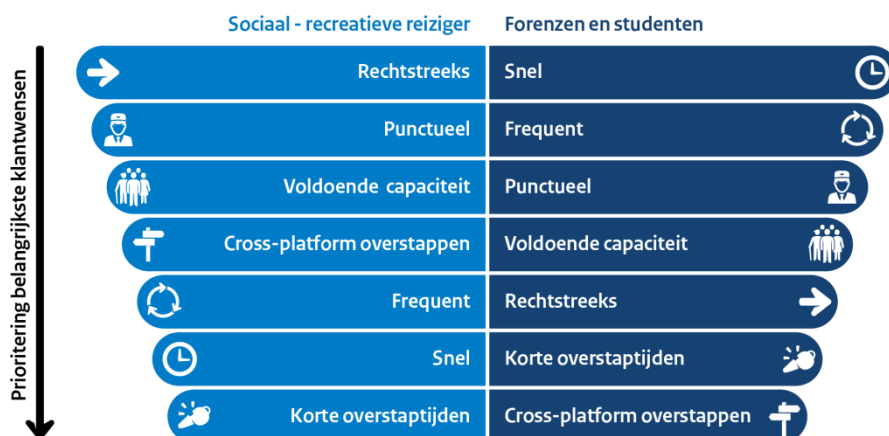 Sociaal - recreatieve reiziger
Forenzen en studenten
Prioritering belangrijkste klantwensen
Rechtstreeks
Snel
Punctueel
Frequent
Voldoende capaciteit
Punctueel
Cross-platform overstappen
Voldoende capaciteit
Frequent
Rechtstreeks
Snel
Korte overstaptijden
Korte overstaptijden
Cross-platform overstappen